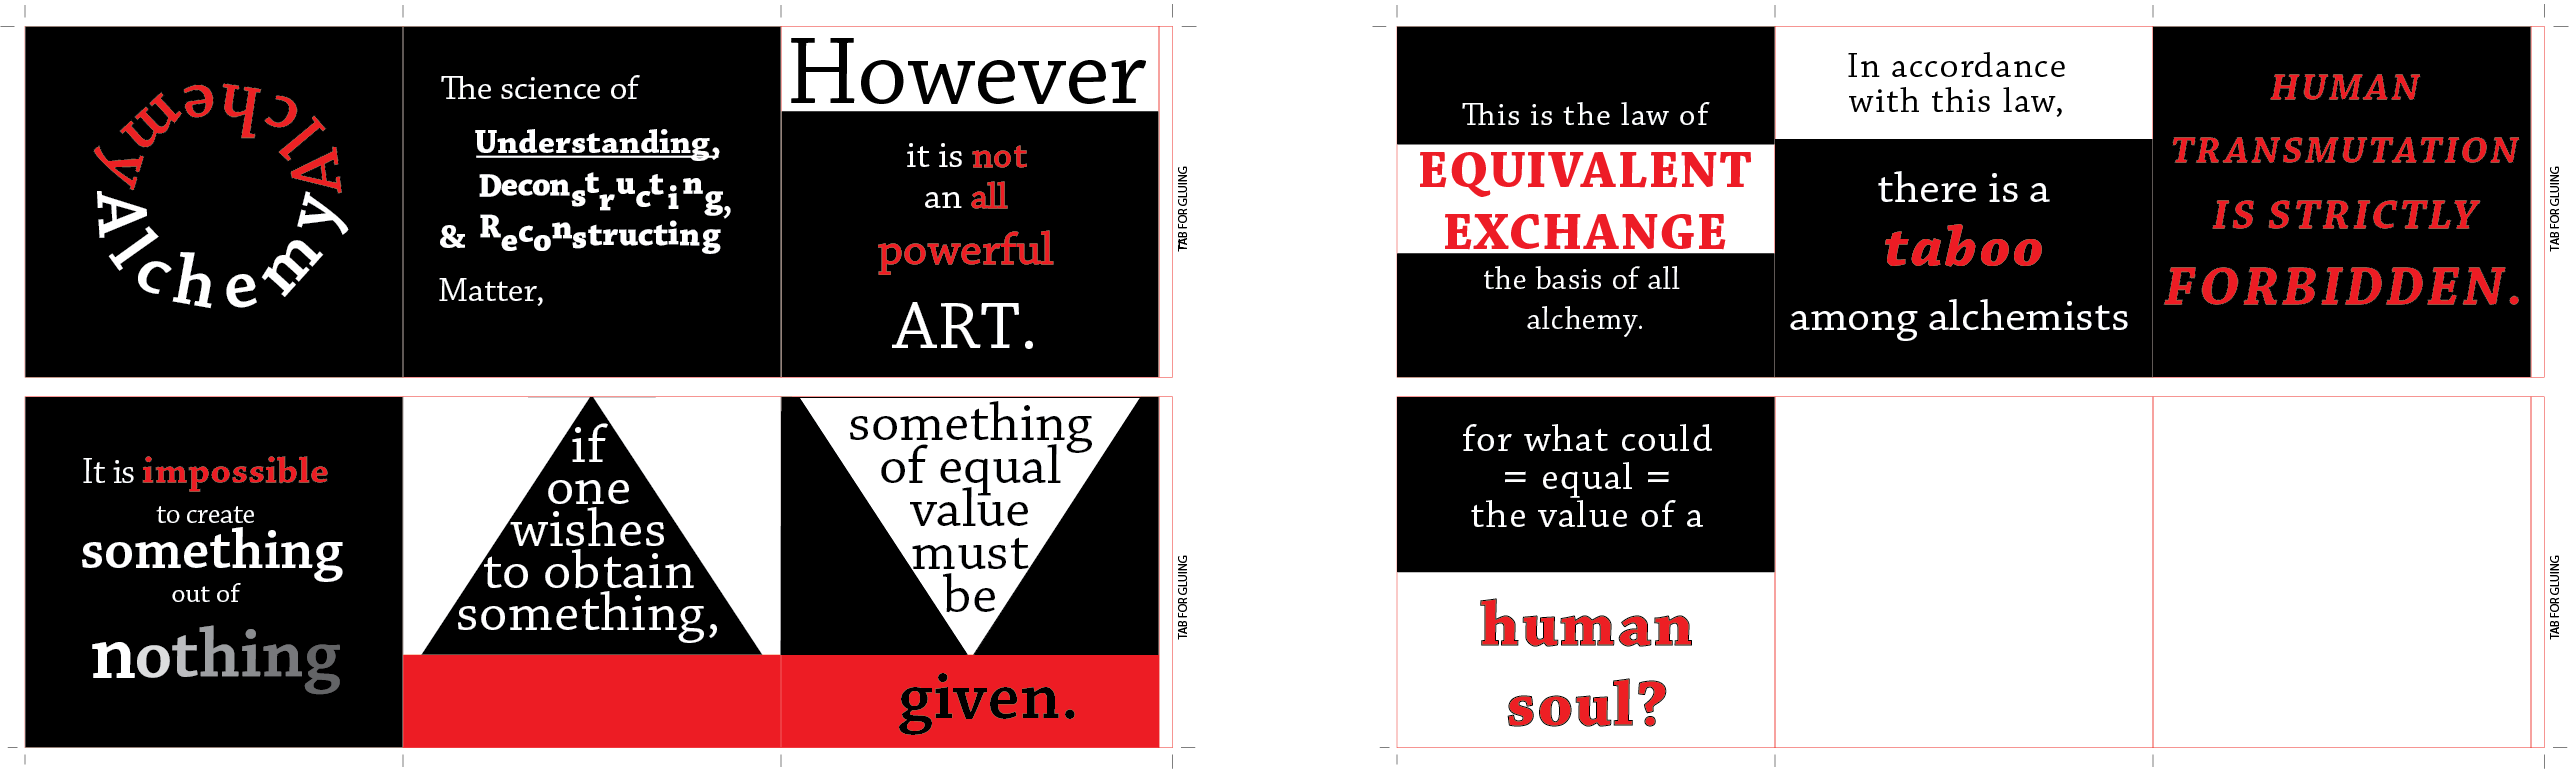 Alchemy
Alchemy
The science of
Understanding,
Deconstructing,
& Reconstructing
Matter,
However
it is not
an all
powerful
ART.
TAB FOR GLUING
It is impossible
to create
something
out of
nothing
if
one
wishes
to obtain
something,
something
of equal
value
must
be
given.
TAB FOR GLUING
This is the law of
EQUIVALENT
EXCHANGE
the basis of all
alchemy.
In accordance
with this law,
there is a
taboo
among alchemists
HUMAN
TRANSMUTATION
IS STRICTLY
FORBIDDEN.
TAB FOR GLUING
for what could
= equal =
the value of a
human
soul?
TAB FOR GLUING